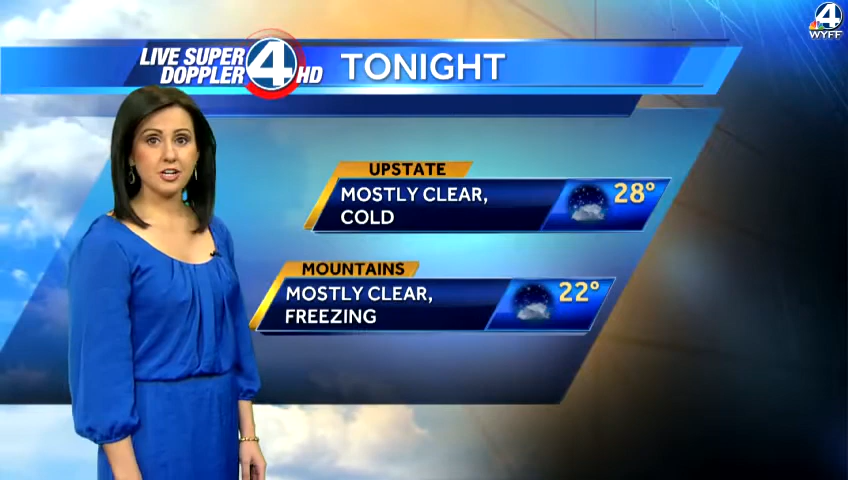 4
WYFF
LIVE SUPER
DOPPLER 4 HD
TONIGHT
UPSTATE
MOSTLY CLEAR,
COLD
28°
MOUNTAINS
MOSTLY CLEAR,
FREEZING
22°